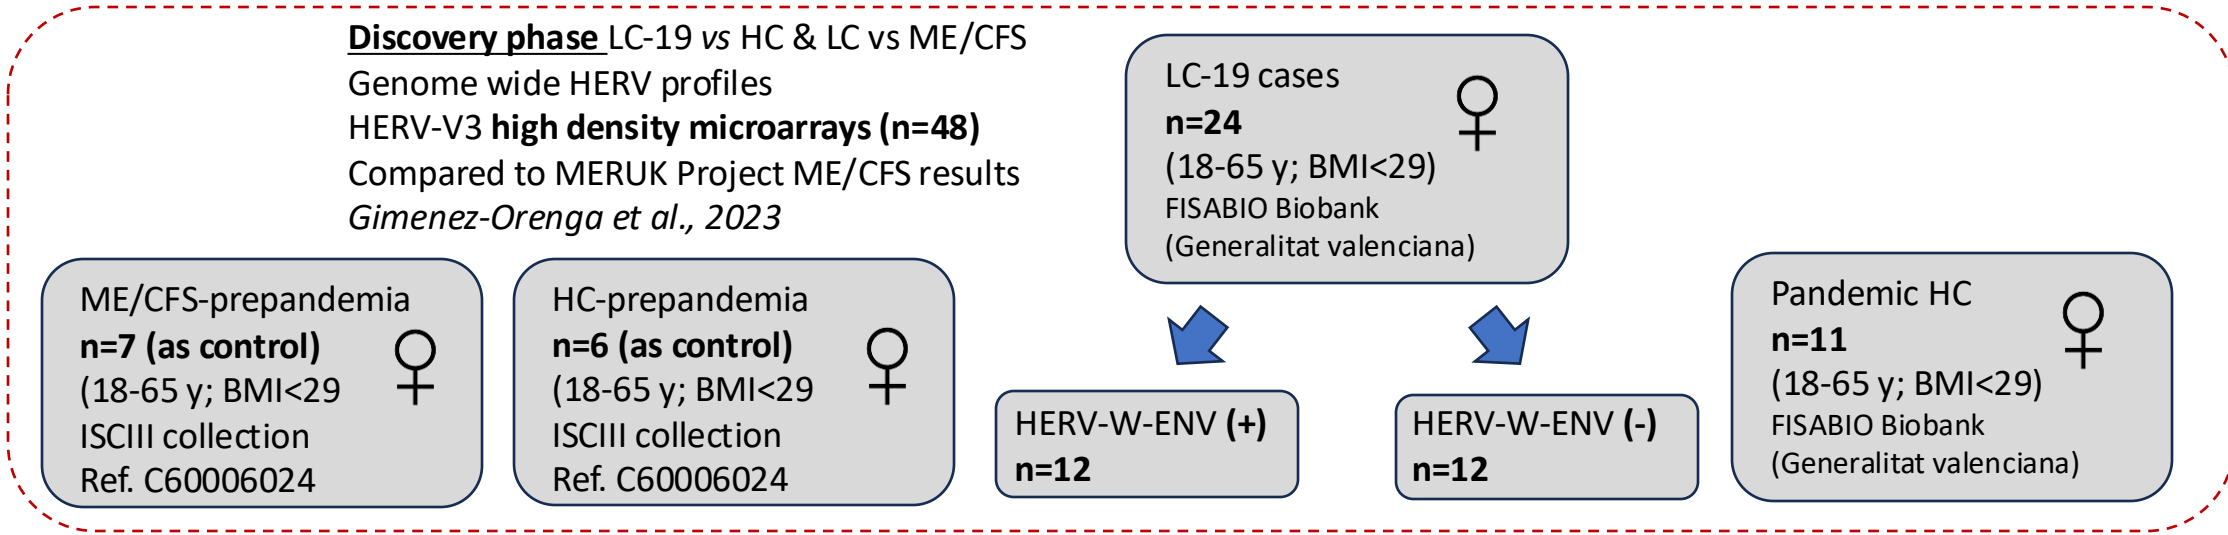 Discovery phase LC-19 vs HC & LC vs ME/CFS
Genome wide HERV profiles
HERV-V3 high density microarrays (n=48)
Compared to MERUK Project ME/CFS results
Gimenez-Orenga et al., 2023
LC-19 cases
n=24
(18-65 y; BMI<29)
FISABIO Biobank
(Generalitat valenciana)
ME/CFS-prepandemia
n=7 (as control)
(18-65 y; BMI<29
ISCIII collection
Ref. C60006024
HC-prepandemia
n=6 (as control)
(18-65 y; BMI<29
ISCIII collection
Ref. C60006024
HERV-W-ENV (+)
n=12
HERV-W-ENV (-)
n=12
Pandemic HC
n=11
(18-65 y; BMI<29)
FISABIO Biobank
(Generalitat valenciana)